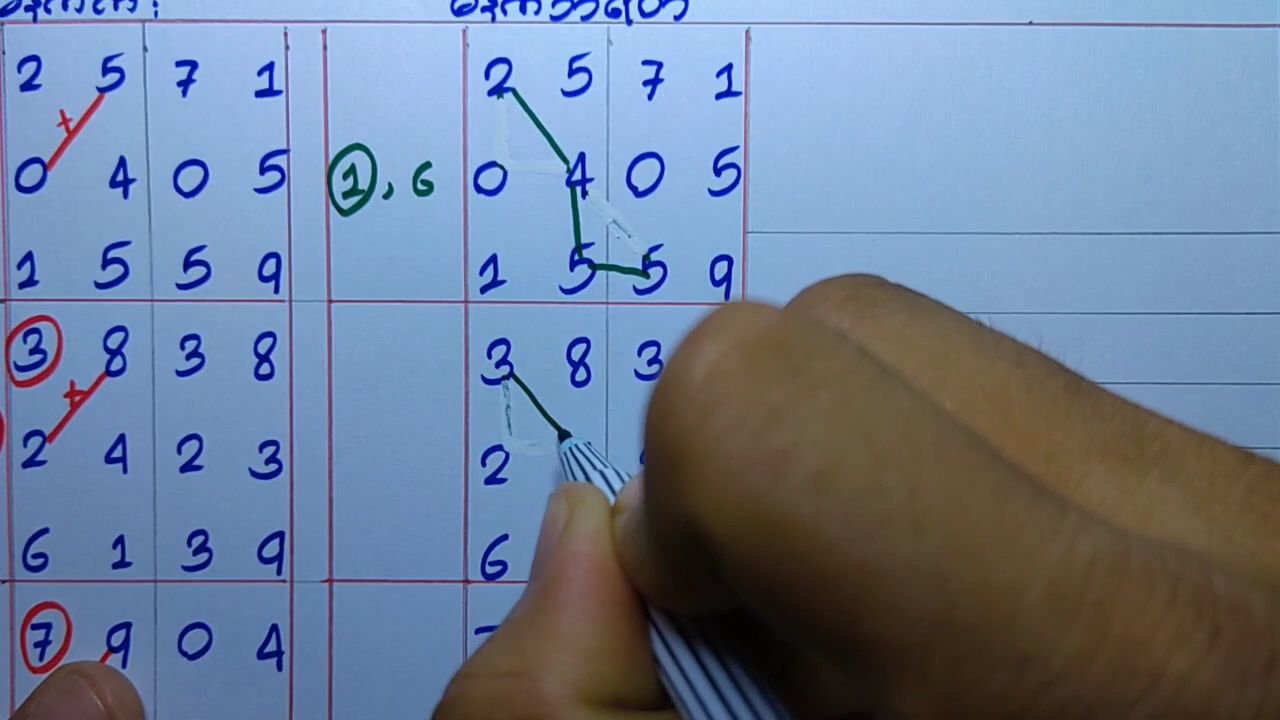 2 5 7 1 2 5 7 1
0 4 0 5 1, 6 0 4 0 5
1 5 5 9 1 5 5 9
3 8 3 8 3 8 3
2 4 2 3 2
6 1 3 9 6
7 9 0 4